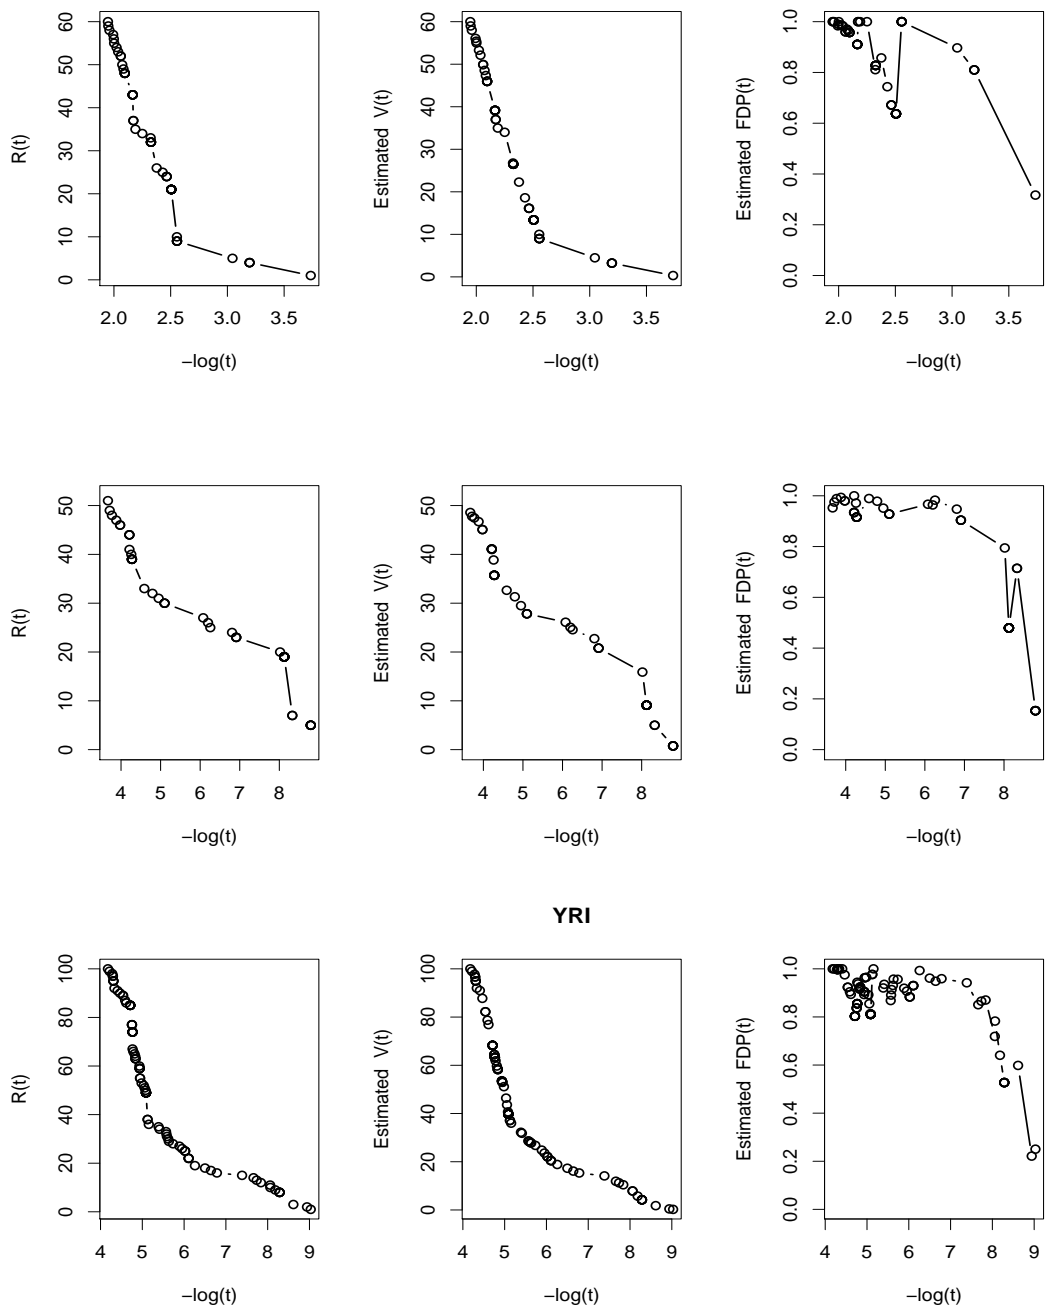 R(t)
0 10 20 30 40 50 60
2.0 2.5 3.0 3.5
−log(t)
Estimated V(t)
0 10 20 30 40 50 60
2.0 2.5 3.0 3.5
−log(t)
Estimated FDP(t)
0.0 0.2 0.4 0.6 0.8 1.0
2.0 2.5 3.0 3.5
−log(t)
R(t)
0 10 20 30 40 50
4 5 6 7 8
−log(t)
Estimated V(t)
0 10 20 30 40 50
4 5 6 7 8
−log(t)
Estimated FDP(t)
0.0 0.2 0.4 0.6 0.8 1.0
4 5 6 7 8
−log(t)
YRI
R(t)
0 20 40 60 80 100
4 5 6 7 8 9
−log(t)
Estimated V(t)
0 20 40 60 80 100
4 5 6 7 8 9
−log(t)
Estimated FDP(t)
0.0 0.2 0.4 0.6 0.8 1.0
4 5 6 7 8 9
−log(t)